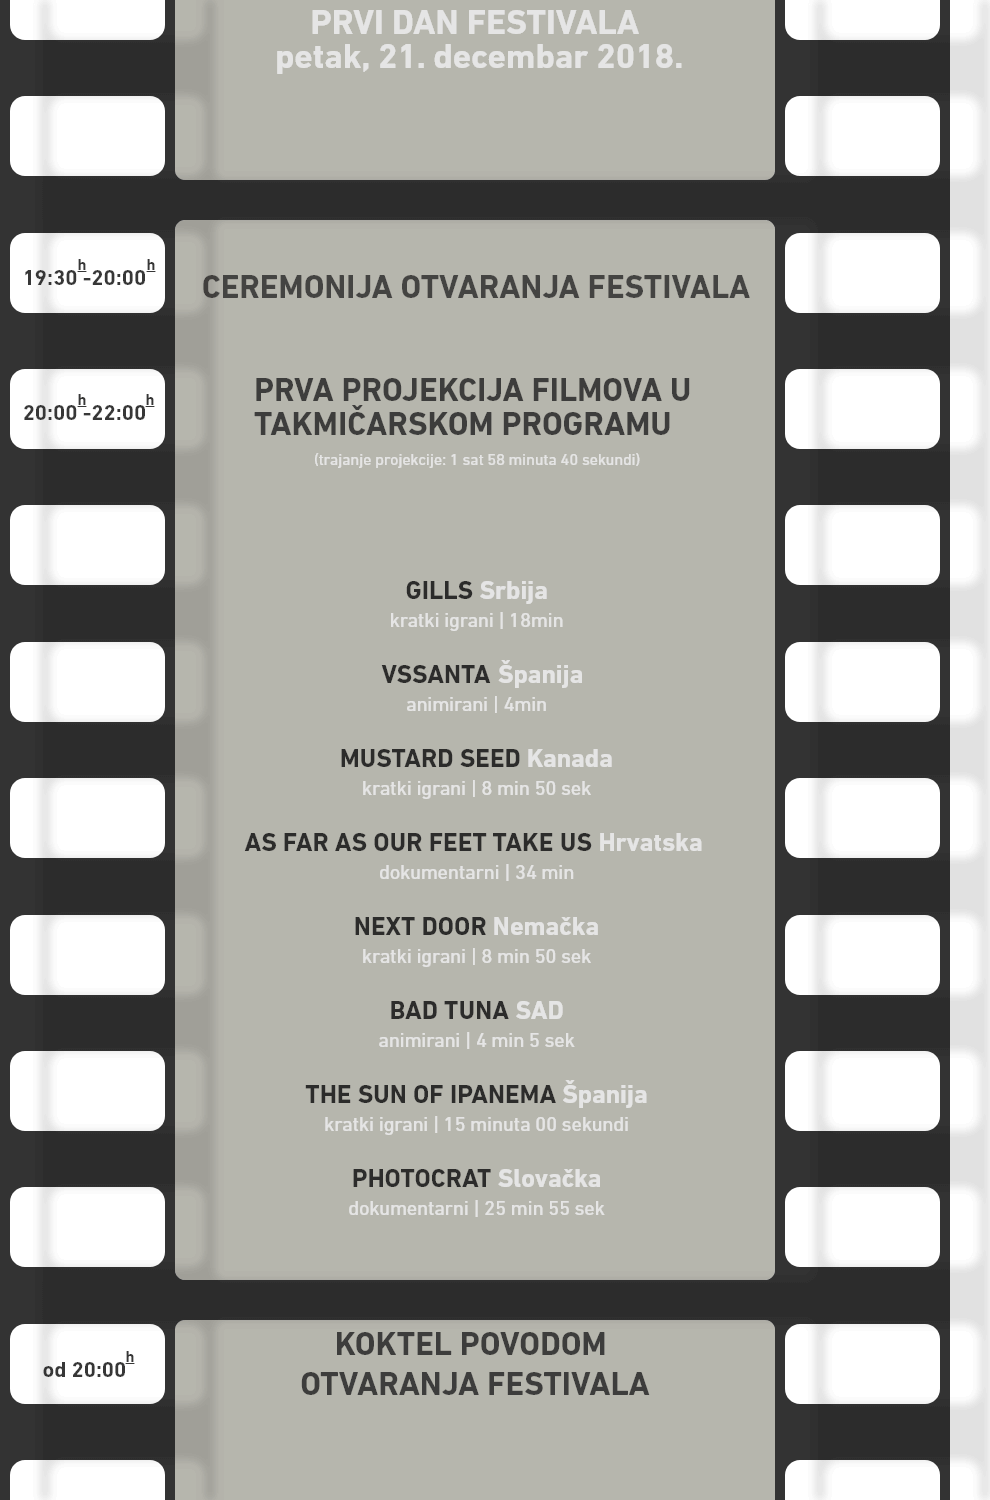 PRVI DAN FESTIVALA
petak, 21. decembar 2018.
19:30h-20:00h CEREMONIJA OTVARANJA FESTIVALA
20:00h-22:00h PRVA PROJEKCIJA FILMOVA U
TAKMIČARSKOM PROGRAMU
(trajanje projekcije: 1 sat 58 minuta 40 sekundi)
GILLS Srbija
kratki igrani | 18min
VSSANTA Španija
animirani | 4min
MUSTARD SEED Kanada
kratki igrani | 8 min 50 sek
AS FAR AS OUR FEET TAKE US Hrvatska
dokumentarni | 34 min
NEXT DOOR Nemačka
kratki igrani | 8 min 50 sek
BAD TUNA SAD
animirani | 4 min 5 sek
THE SUN OF IPANEMA Španija
kratki igrani | 15 minuta 00 sekundi
PHOTOCRAT Slovačka
dokumentarni | 25 min 55 sek
od 20:00h KOKTEL POVODOM
OTVARANJA FESTIVALA